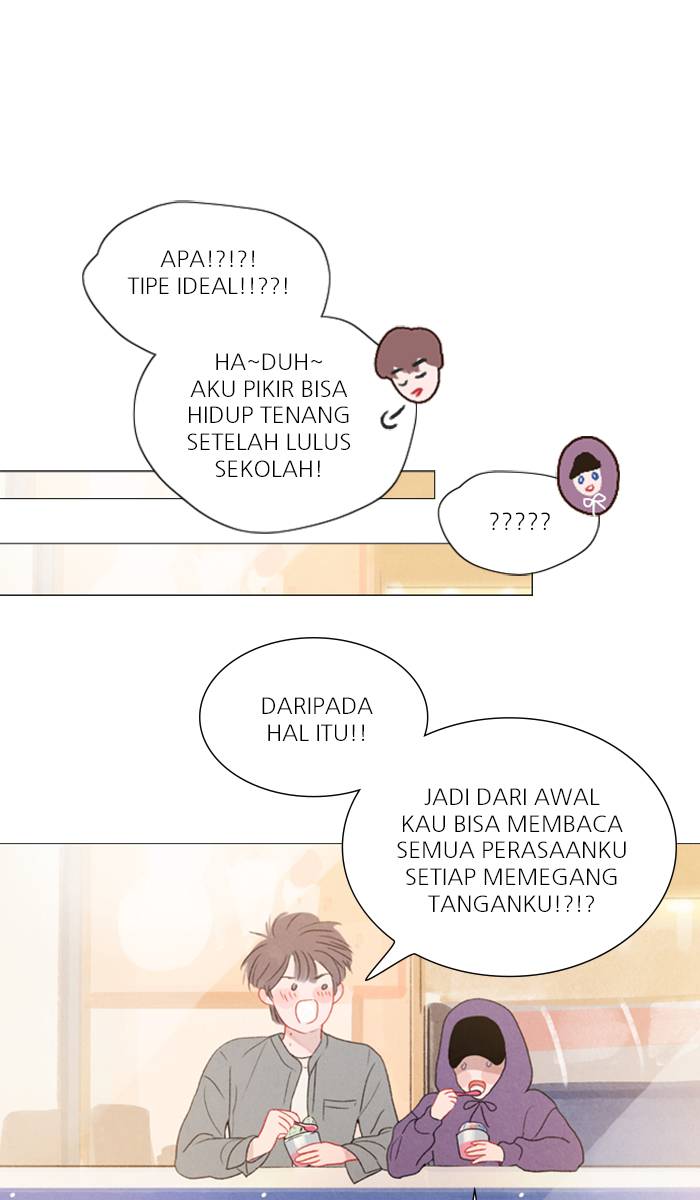 APA!?!?!
TIPE IDEAL!!??!
HA~DUH~
AKU PIKIR BISA
HIDUP TENANG
SETELAH LULUS
SEKOLAH!
?????
DARIPADA
HAL ITU!!
JADI DARI AWAL
KAU BISA MEMBACA
SEMUA PERASAANKU
SETIAP MEMEGANG
TANGANKU!?!?